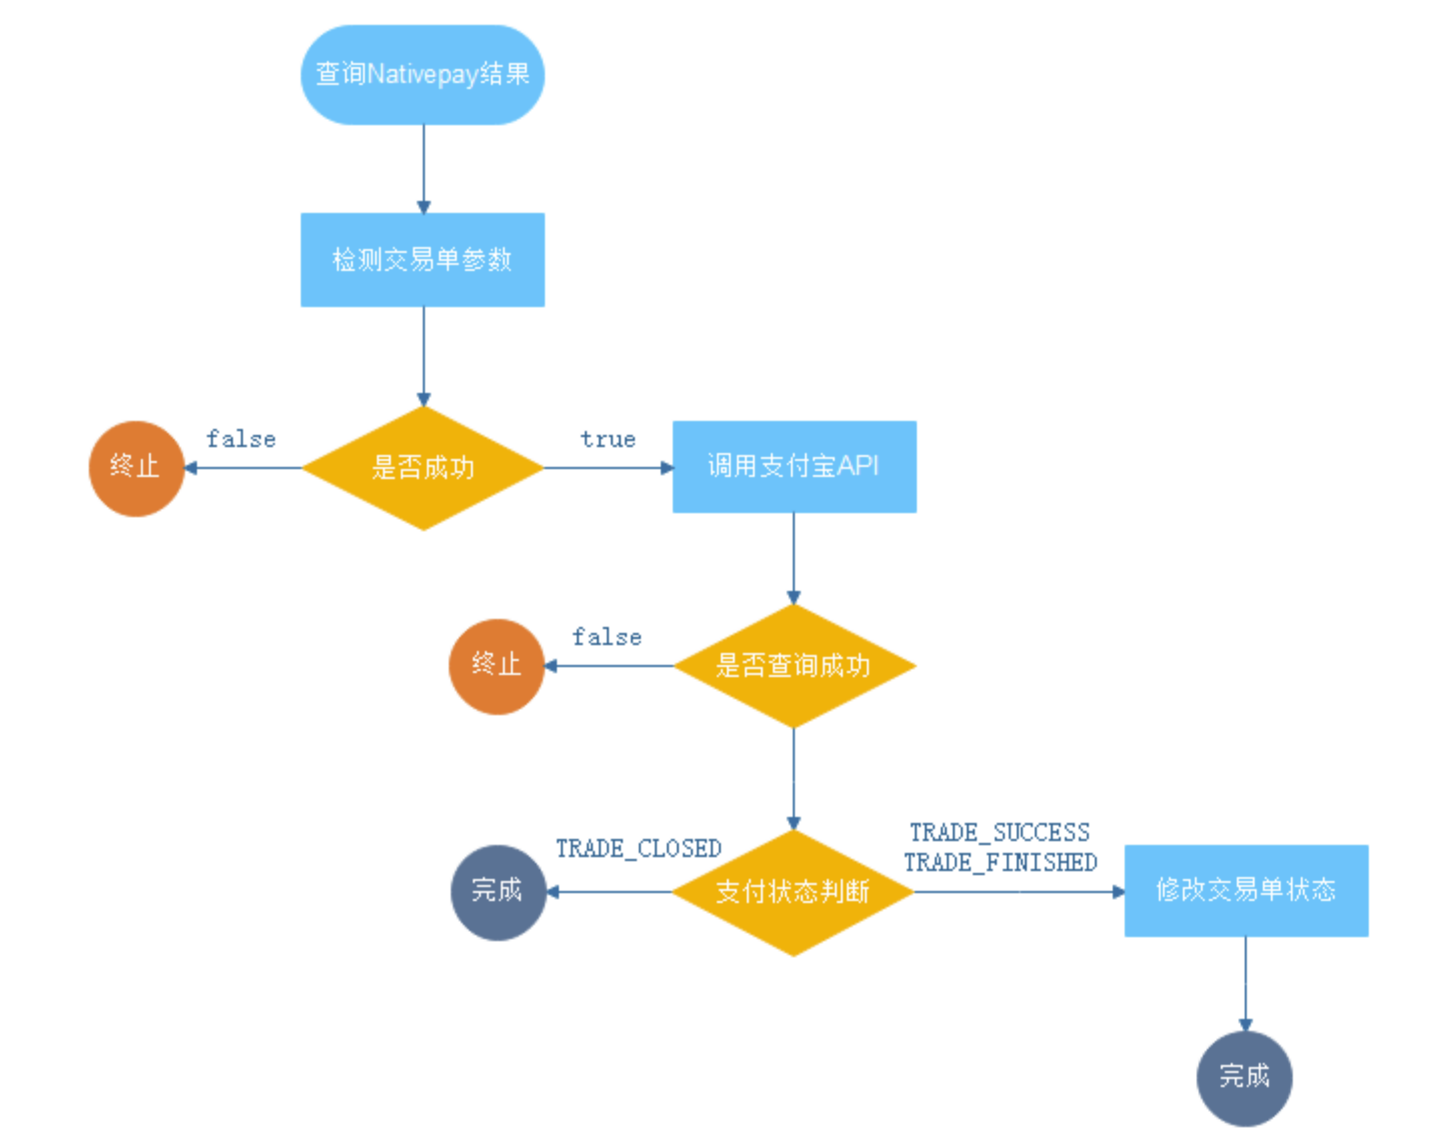 查询Nativepay结果
检测交易单参数
false
true
终止
是否成功
调用支付宝API
false
终止
是否查询成功
TRADE_CLOSED
TRADE_SUCCESS
TRADE_FINISHED
完成
支付状态判断
修改交易单状态
完成